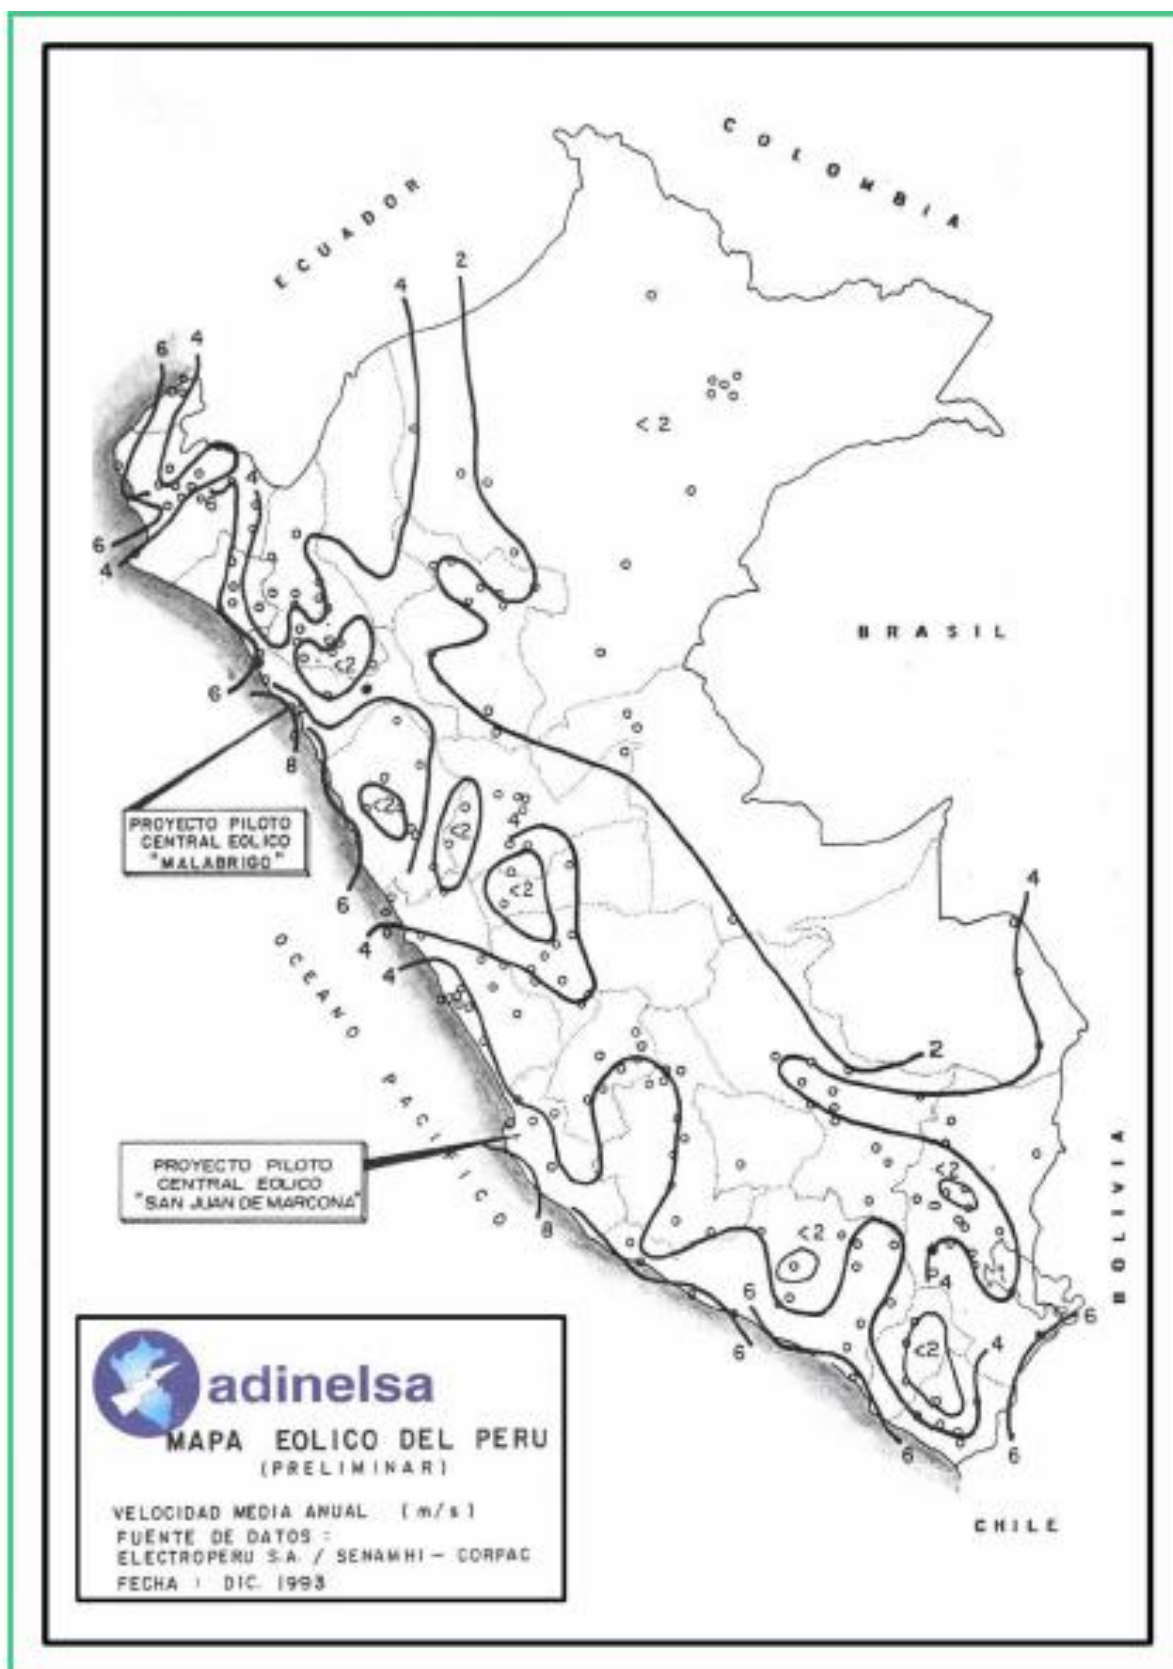 COLOMBIA
ECUADOR
2
4
6
4
< 2
4
6
4
BRASIL
<2
6
8
<2
<2
4
<2
PROYECTO PILOTO
CENTRAL EOLICO
"MALABRIGO"
6
4
4
4
OCEANO PACIFICO
2
PROYECTO PILOTO
CENTRAL EOLICO
"SAN JUAN DE MARCONA"
BOLIVIA
<2
8
<2
4
6
6
6
<2
4
6
6
adinelsa
MAPA EOLICO DEL PERU
(PRELIMINAR)
VELOCIDAD MEDIA ANUAL (m/s)
FUENTE DE DATOS :
ELECTROPERU S.A. / SENAMHI - CORPAC
FECHA : DIC. 1993
CHILE